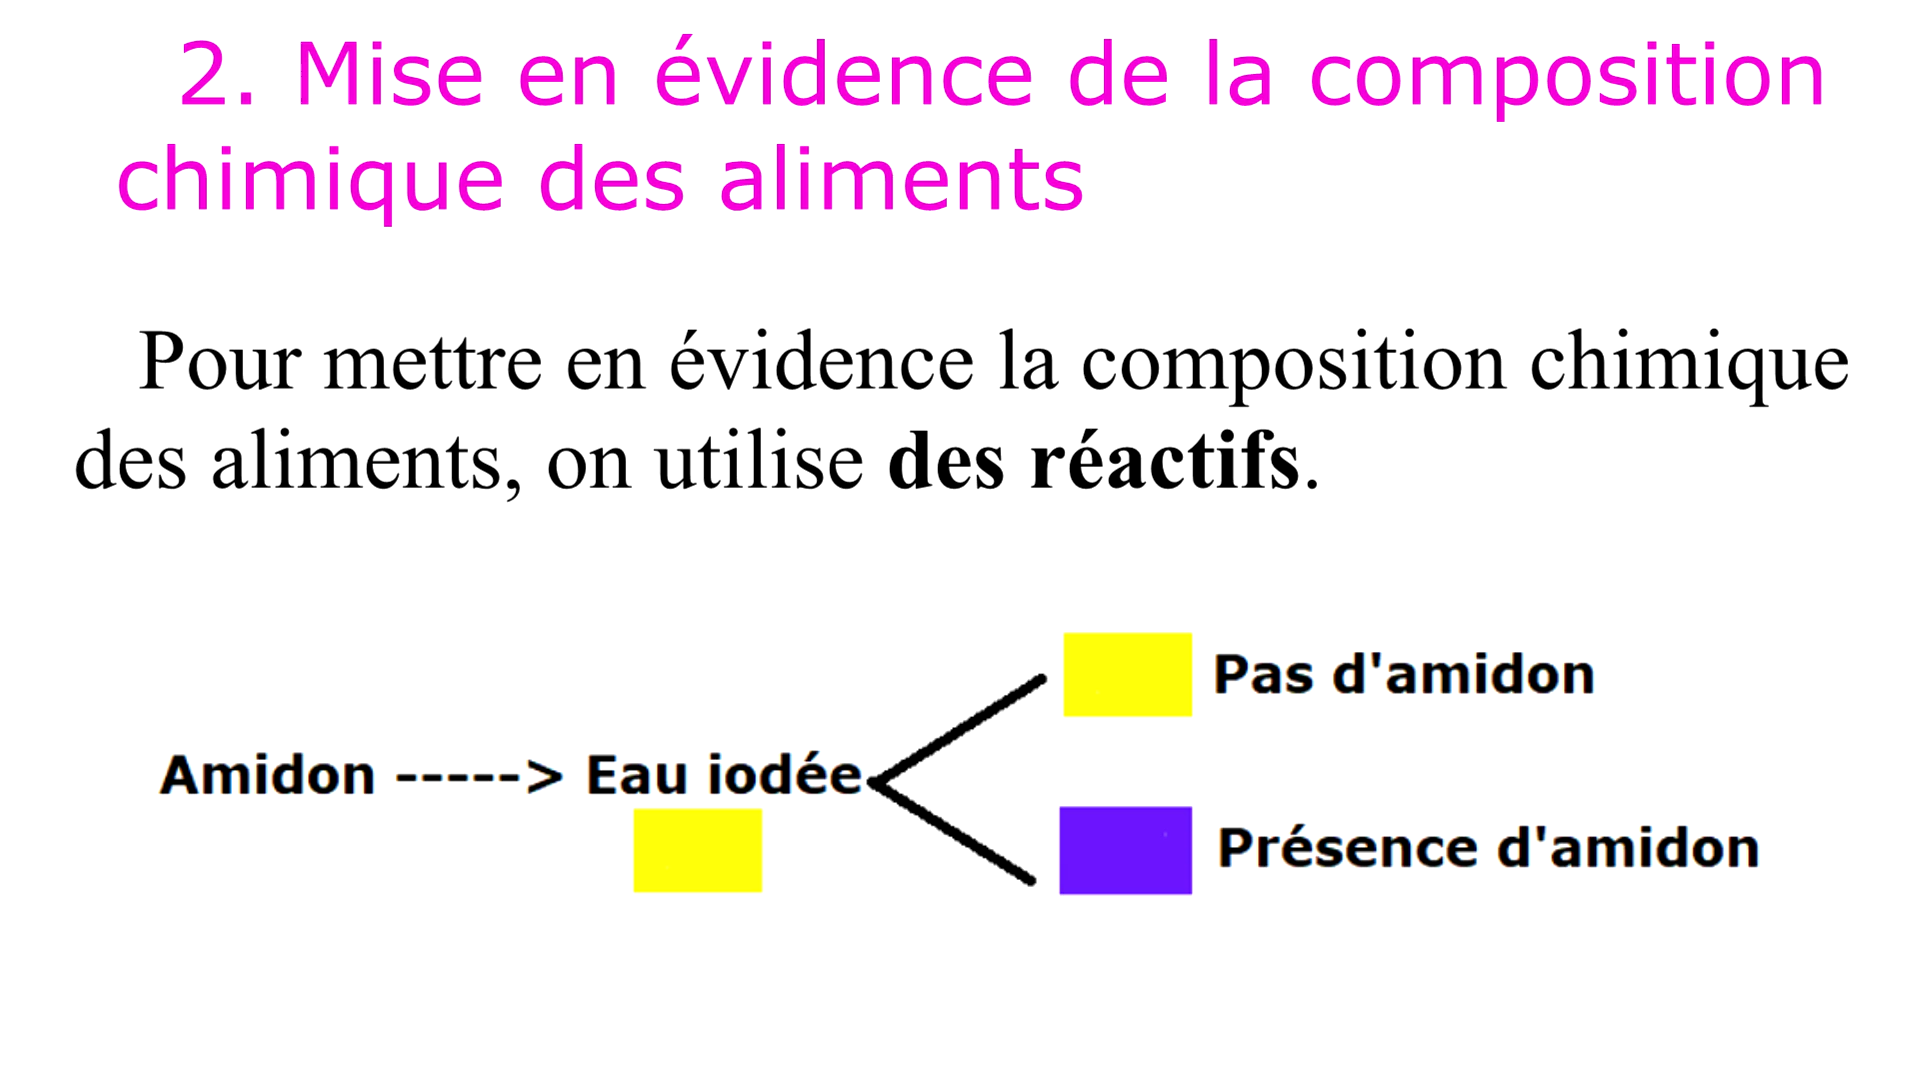 2. Mise en évidence de la composition
chimique des aliments
Pour mettre en évidence la composition chimique
des aliments, on utilise des réactifs.
Pas d'amidon
Amidon -----> Eau iodée
Présence d'amidon